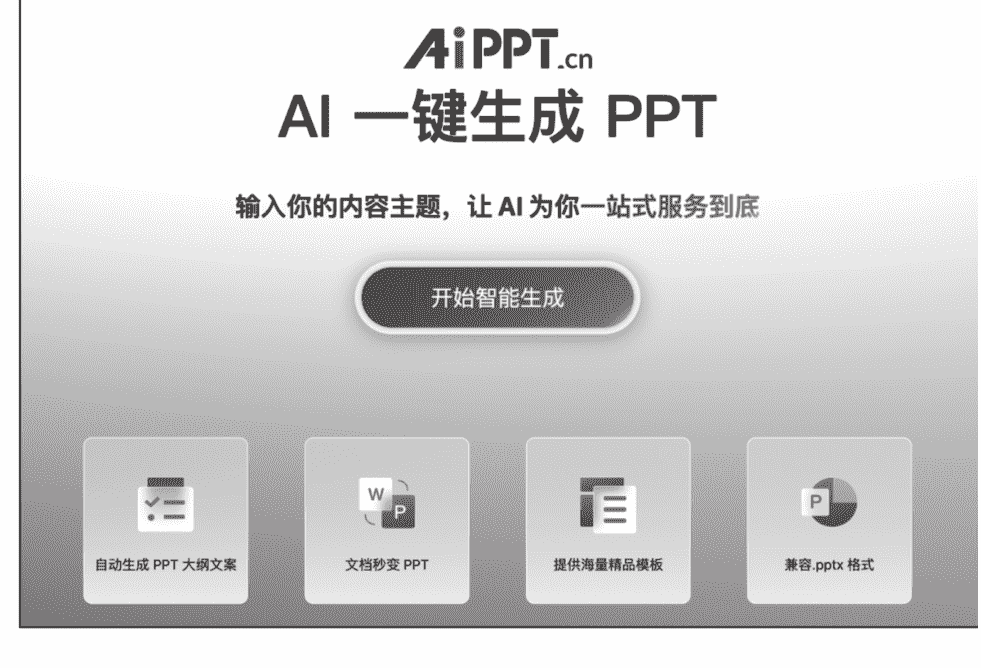 AiPPT.cn
AI 一键生成 PPT
输入你的内容主题，让 AI 为你一站式服务到底
开始智能生成
自动生成 PPT 大纲文案
W
P
文档秒变 PPT
提供海量精品模板
P
兼容.pptx 格式